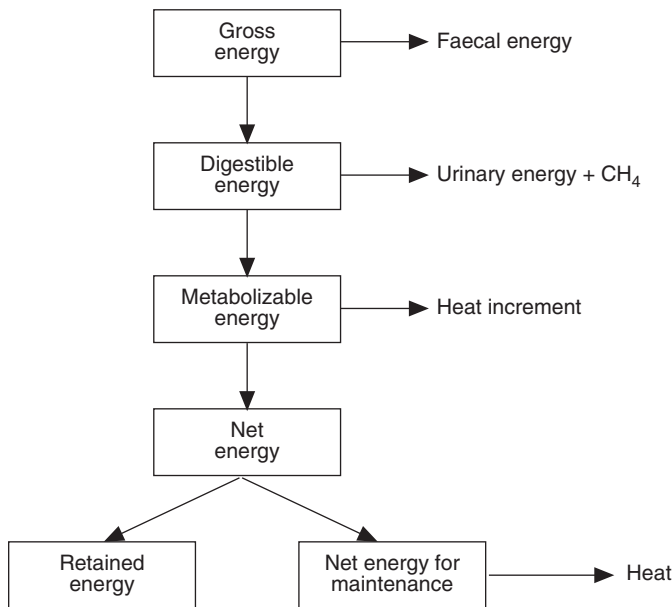 Gross
energy
Faecal energy
Digestible
energy
Urinary energy + CH₄
Metabolizable
energy
Heat increment
Net
energy
Retained
energy
Net energy for
maintenance
Heat